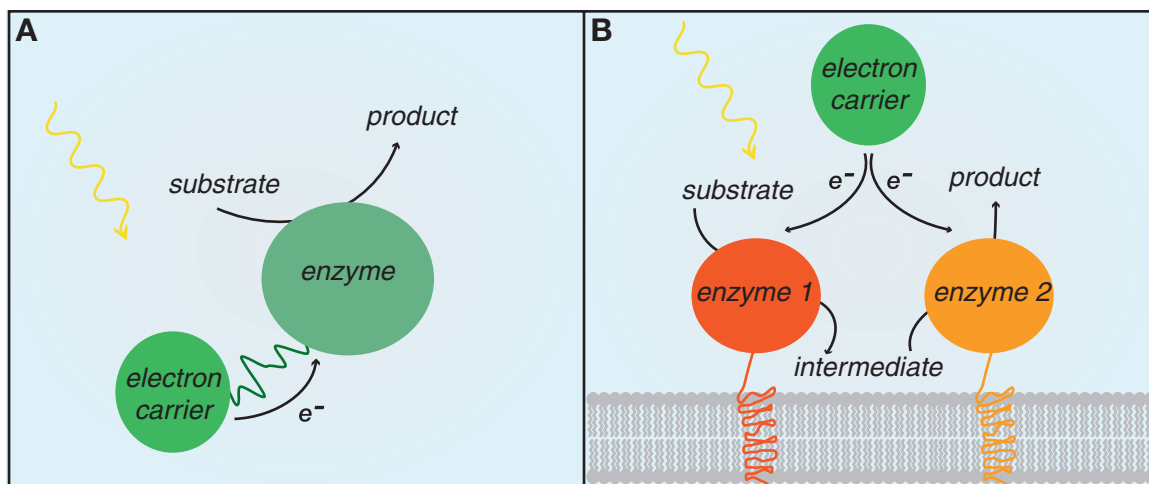 A
product
substrate
enzyme
electron
carrier
e-
B
electron
carrier
e- e-
substrate
product
enzyme 1
enzyme 2
intermediate